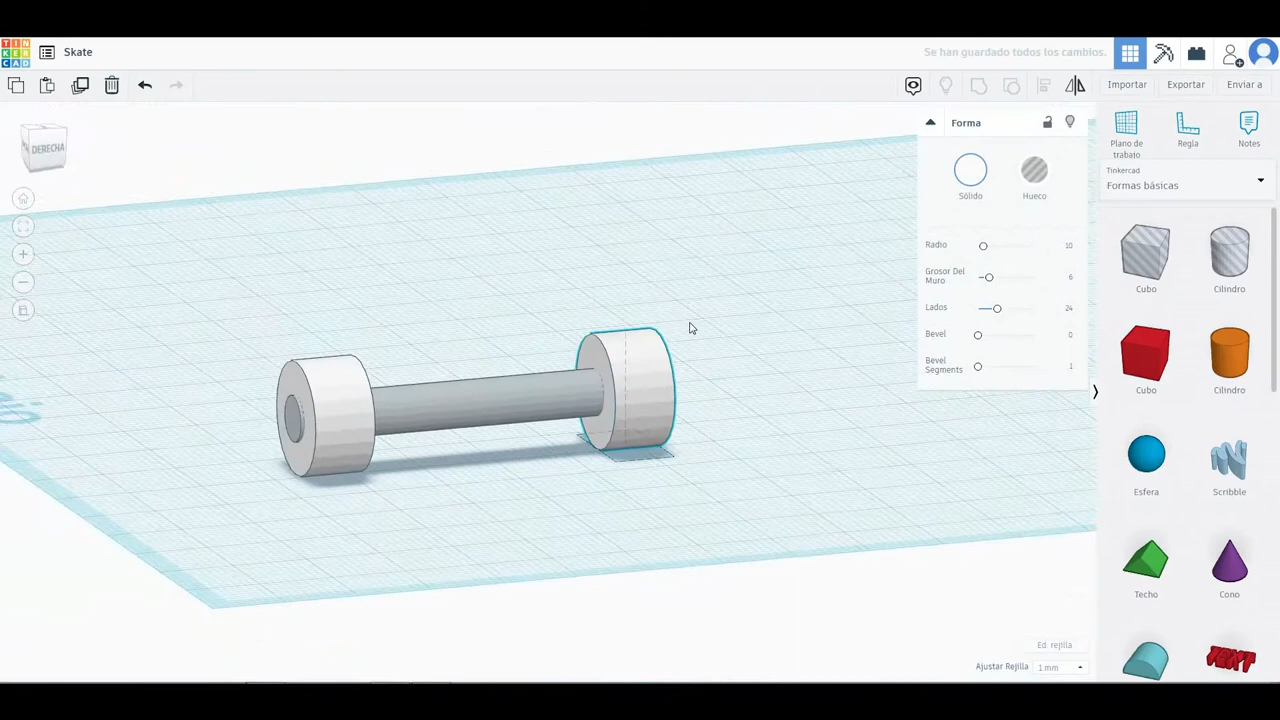 TIN
KER
CAD
Skate
Se han guardado todos los cambios.
Importar
Exportar
Enviar a
DERECHA
Forma
Sólido
Hueco
Radio
10
Grosor Del
Muro
6
Lados
24
Bevel
0
Bevel
Segments
1
Plano de
trabajo
Regla
Notes
Tinkercad
Formas básicas
Cubo
Cilindro
Cubo
Cilindro
Esfera
Scribble
Techo
Cono
TEXT
Ed. rejilla
Ajustar Rejilla
1 mm